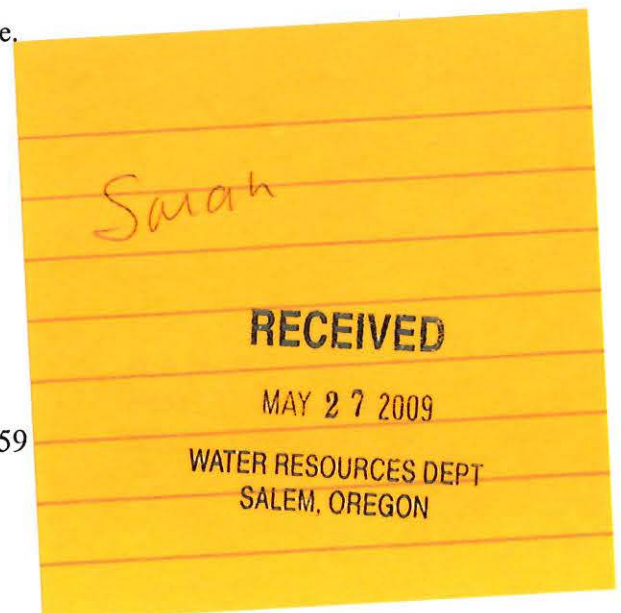 e.
Sarah
RECEIVED
MAY 27 2009
59
WATER RESOURCES DEPT
SALEM, OREGON